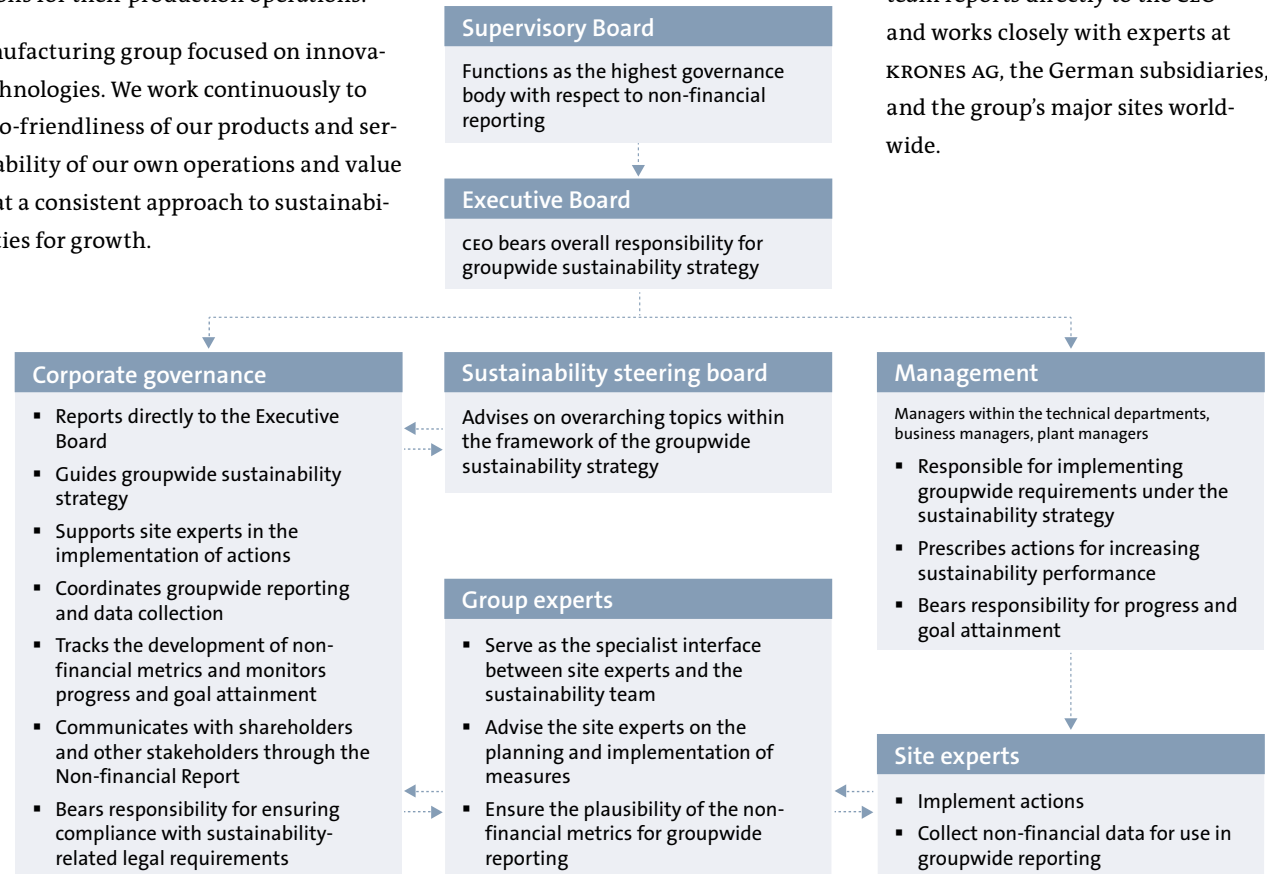 ons for their production operations.
nufacturing group focused on innova-
hnologies. We work continuously to
o-friendliness of our products and ser-
ability of our own operations and value
at a consistent approach to sustainabi-
ties for growth.
Supervisory Board
Functions as the highest governance
body with respect to non-financial
reporting
team reports directly to the CEO
and works closely with experts at
KRONES AG, the German subsidiaries,
and the group's major sites world-
wide.
Executive Board
CEO bears overall responsibility for
groupwide sustainability strategy
Corporate governance
▪ Reports directly to the Executive
Board
▪ Guides groupwide sustainability
strategy
▪ Supports site experts in the
implementation of actions
▪ Coordinates groupwide reporting
and data collection
▪ Tracks the development of non-
financial metrics and monitors
progress and goal attainment
▪ Communicates with shareholders
and other stakeholders through the
Non-financial Report
▪ Bears responsibility for ensuring
compliance with sustainability-
related legal requirements
Sustainability steering board
Advises on overarching topics within
the framework of the groupwide
sustainability strategy
Group experts
▪ Serve as the specialist interface
between site experts and the
sustainability team
▪ Advise the site experts on the
planning and implementation of
measures
▪ Ensure the plausibility of the non-
financial metrics for groupwide
reporting
Management
Managers within the technical departments,
business managers, plant managers
▪ Responsible for implementing
groupwide requirements under the
sustainability strategy
▪ Prescribes actions for increasing
sustainability performance
▪ Bears responsibility for progress and
goal attainment
Site experts
▪ Implement actions
▪ Collect non-financial data for use in
groupwide reporting